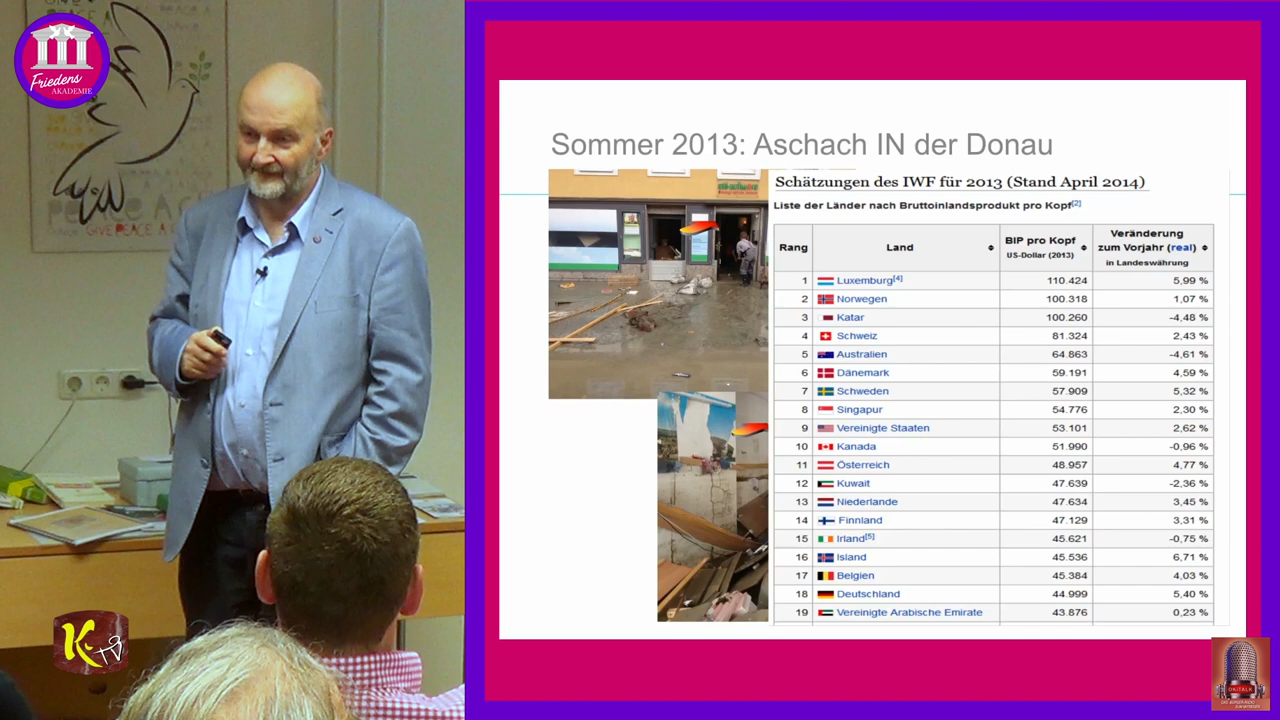 Friedens
AKADEMIE
GIVE PEACE A
K
TV
Sommer 2013: Aschach IN der Donau
Schätzungen des IWF für 2013 (Stand April 2014)
Liste der Länder nach Bruttoinlandsprodukt pro Kopf[2]
Rang Land BIP pro Kopf US-Dollar (2013) Veränderung zum Vorjahr (real) in Landeswährung
1 Luxemburg[4] 110.424 5,99 %
2 Norwegen 100.318 1,07 %
3 Katar 100.260 -4,48 %
4 Schweiz 81.324 2,43 %
5 Australien 64.863 -4,61 %
6 Dänemark 59.191 4,59 %
7 Schweden 57.909 5,32 %
8 Singapur 54.776 2,30 %
9 Vereinigte Staaten 53.101 2,62 %
10 Kanada 51.990 -0,96 %
11 Österreich 48.957 4,77 %
12 Kuwait 47.639 -2,36 %
13 Niederlande 47.634 3,45 %
14 Finnland 47.129 3,31 %
15 Irland[5] 45.621 -0,75 %
16 Island 45.536 6,71 %
17 Belgien 45.384 4,03 %
18 Deutschland 44.999 5,40 %
19 Vereinigte Arabische Emirate 43.876 0,23 %
OKiTALK